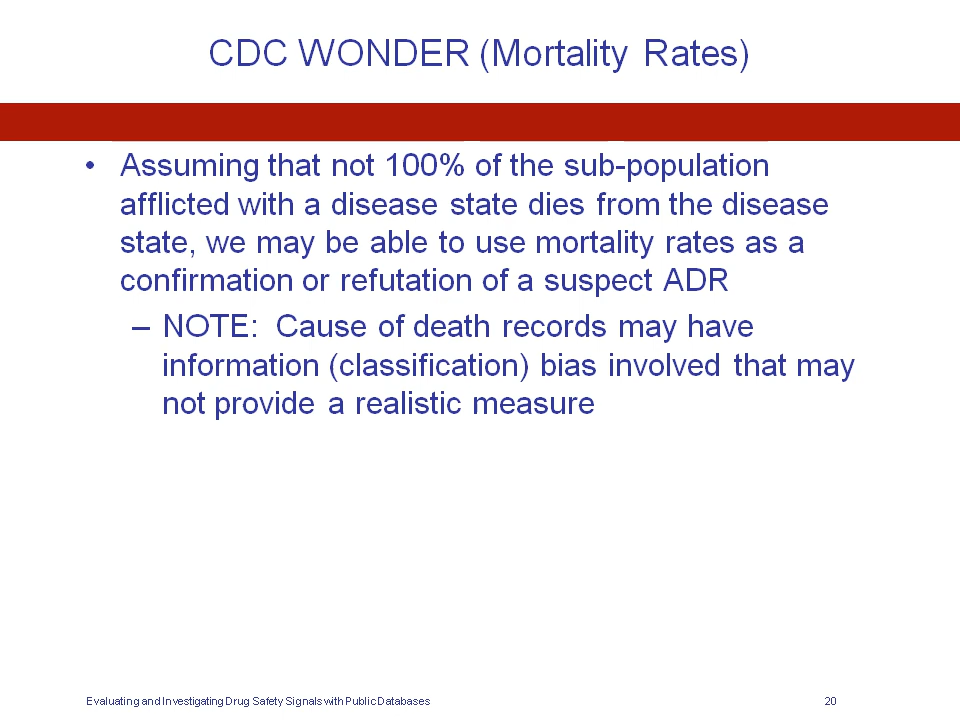 CDC WONDER (Mortality Rates)
• Assuming that not 100% of the sub-population
afflicted with a disease state dies from the disease
state, we may be able to use mortality rates as a
confirmation or refutation of a suspect ADR
– NOTE: Cause of death records may have
information (classification) bias involved that may
not provide a realistic measure
Evaluating and Investigating Drug Safety Signals with Public Databases 20